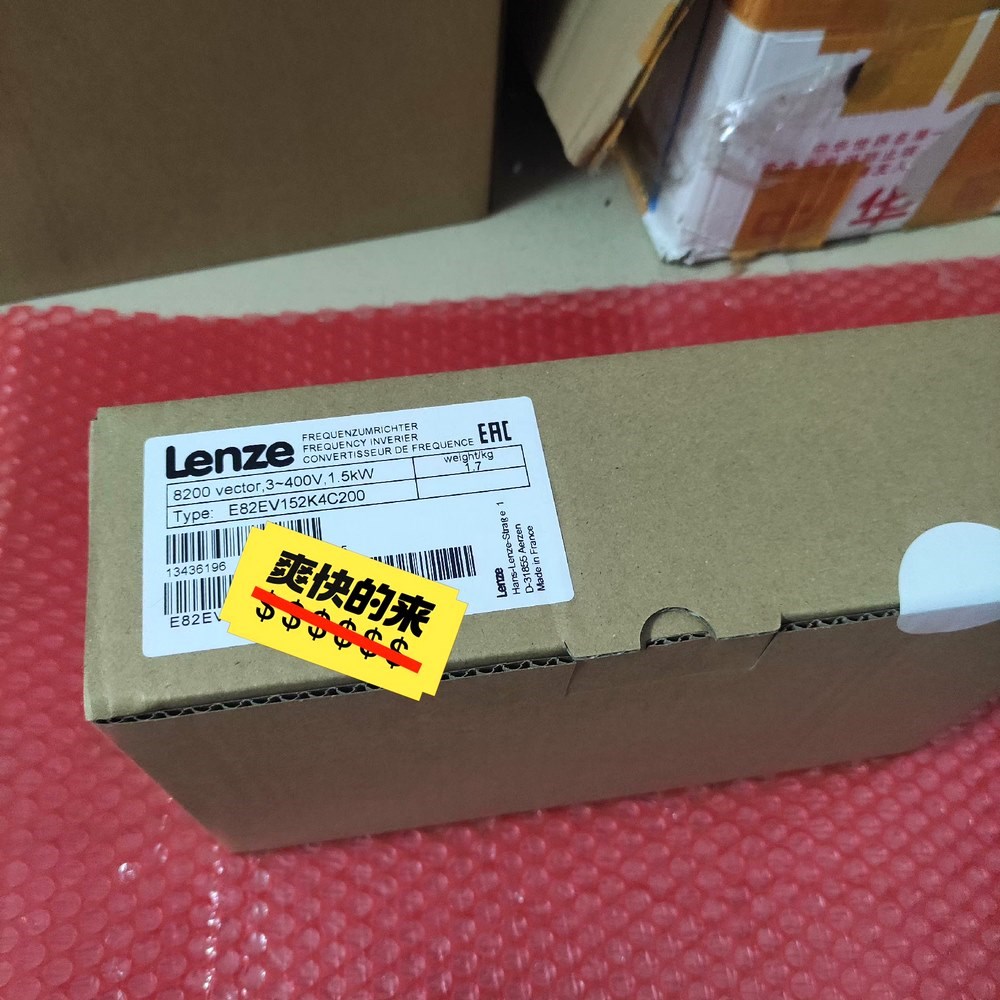 华
Lenze
FREQUENZUMRICHTER
FREQUENCY INVERIER
CONVERTISSEUR DE FREQUENCE
EAC
8200 vector,3~400V,1.5kW
weight/kg
1,7
Type: E82EV152K4C200
13436196
E82EV
爽快的来
$$$$$$
Lenze
Hans-Lenze-Strage 1
D-31855 Aerzen
Made in France